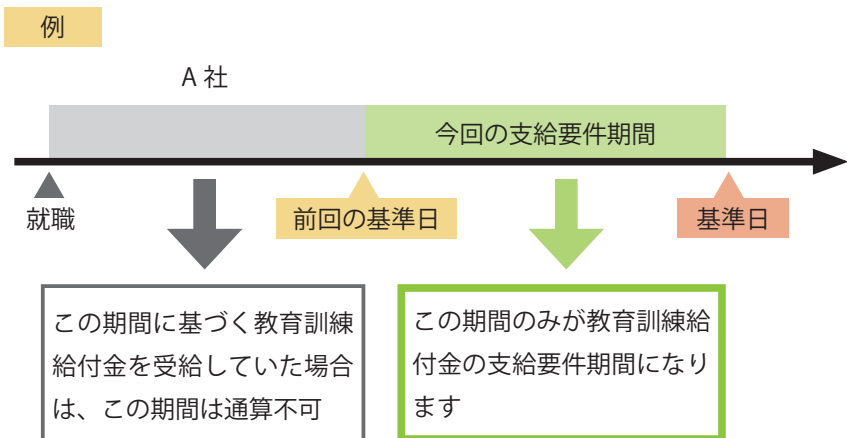 例
A 社
今回の支給要件期間
就職
前回の基準日
基準日
この期間に基づく教育訓練
給付金を受給していた場合
は、この期間は通算不可
この期間のみが教育訓練給
付金の支給要件期間になり
ます